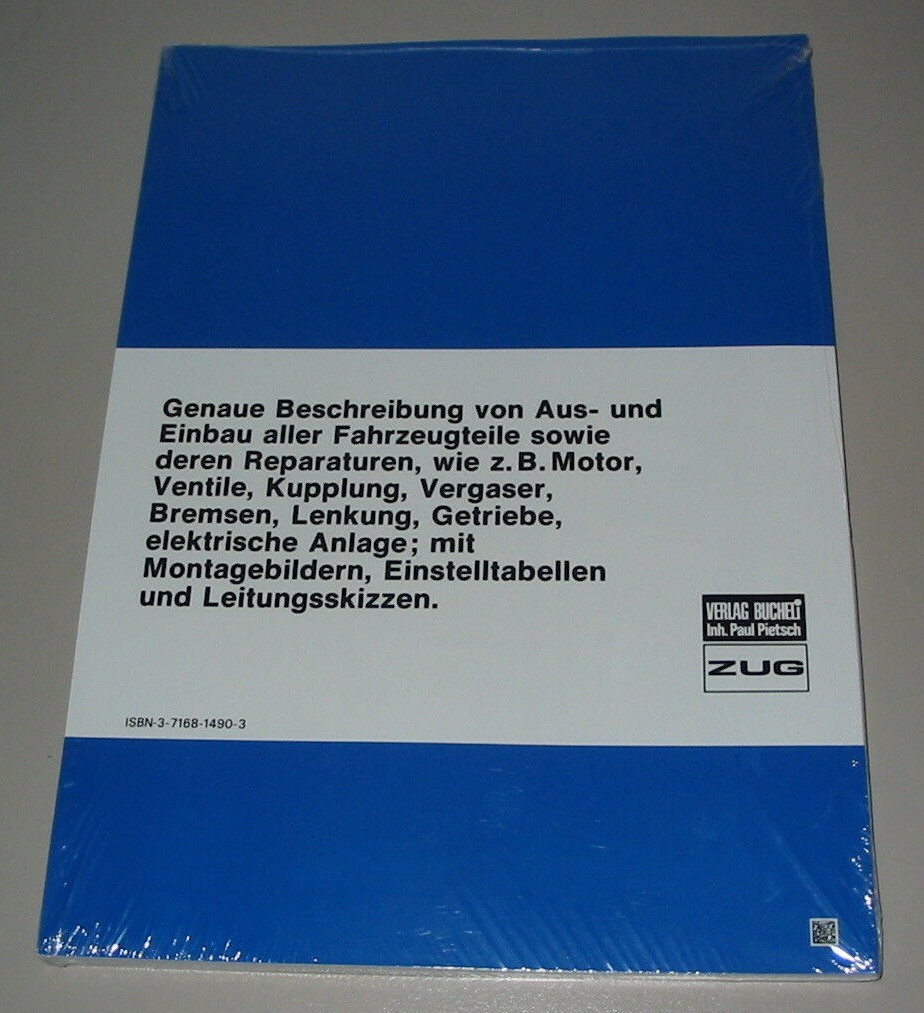 Genaue Beschreibung von Aus- und
Einbau aller Fahrzeugteile sowie
deren Reparaturen, wie z.B. Motor,
Ventile, Kupplung, Vergaser,
Bremsen, Lenkung, Getriebe,
elektrische Anlage; mit
Montagebildern, Einstelltabellen
und Leitungsskizzen.
VERLAG BUCHELI
Inh. Paul Pietsch
ZUG
ISBN-3-7168-1490-3